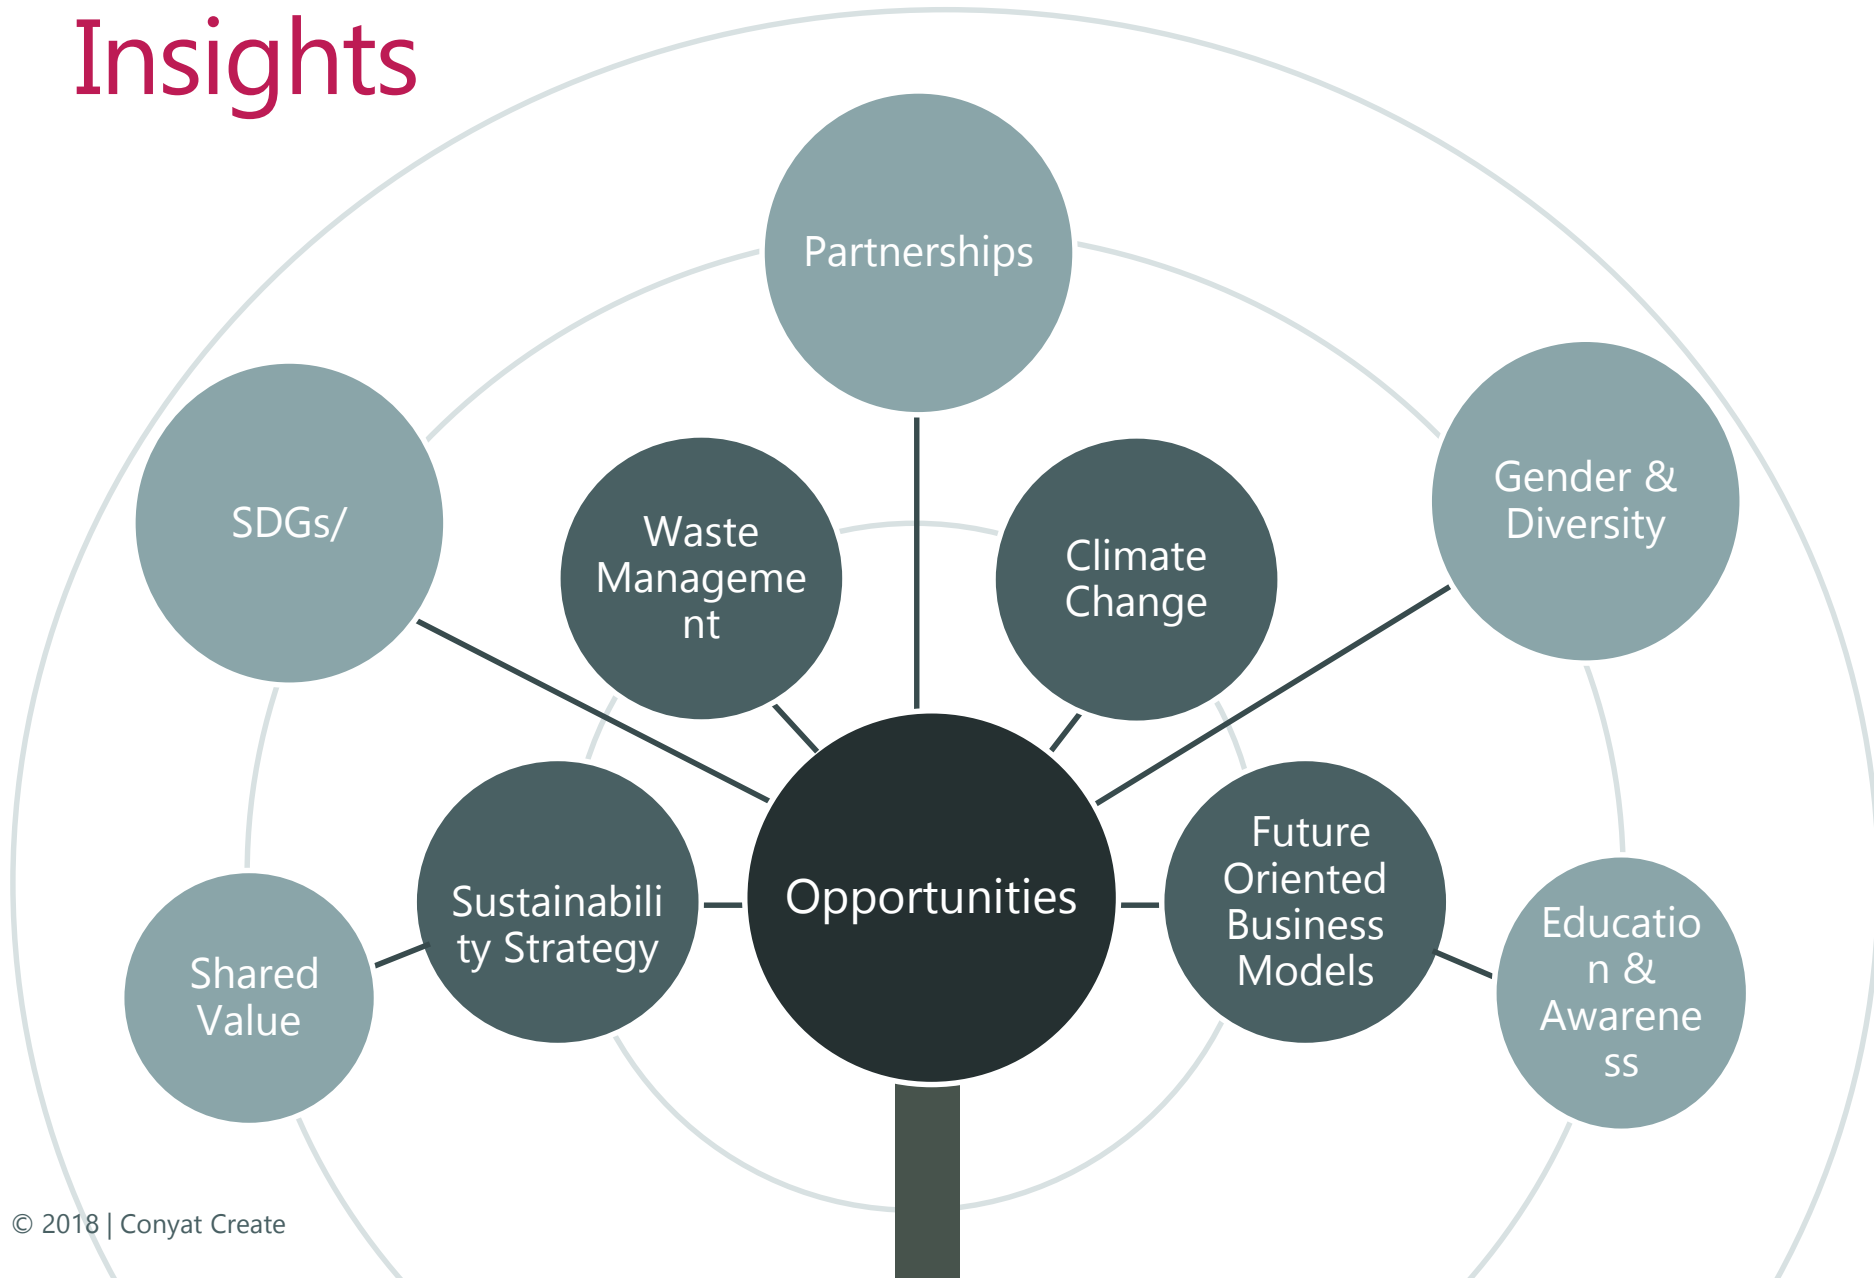 Insights
Partnerships
SDGs/
Waste
Manageme
nt
Climate
Change
Gender &
Diversity
Shared
Value
Sustainabili
ty Strategy
Opportunities
Future
Oriented
Business
Models
Educatio
n &
Awarene
ss
© 2018 | Conyat Create